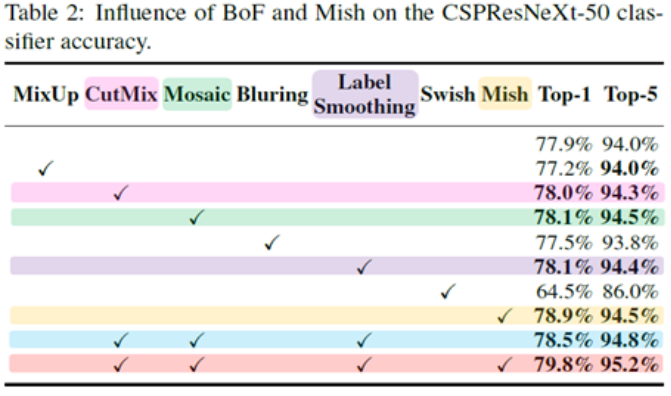 Table 2: Influence of BoF and Mish on the CSPResNeXt-50 clas-
sifier accuracy.
MixUp CutMix Mosaic Bluring Label Smoothing Swish Mish Top-1 Top-5
77.9% 94.0%
✓ 77.2% 94.0%
✓ 78.0% 94.3%
✓ 78.1% 94.5%
✓ 77.5% 93.8%
✓ 78.1% 94.4%
✓ 64.5% 86.0%
✓ 78.9% 94.5%
✓ ✓ ✓ 78.5% 94.8%
✓ ✓ ✓ ✓ 79.8% 95.2%